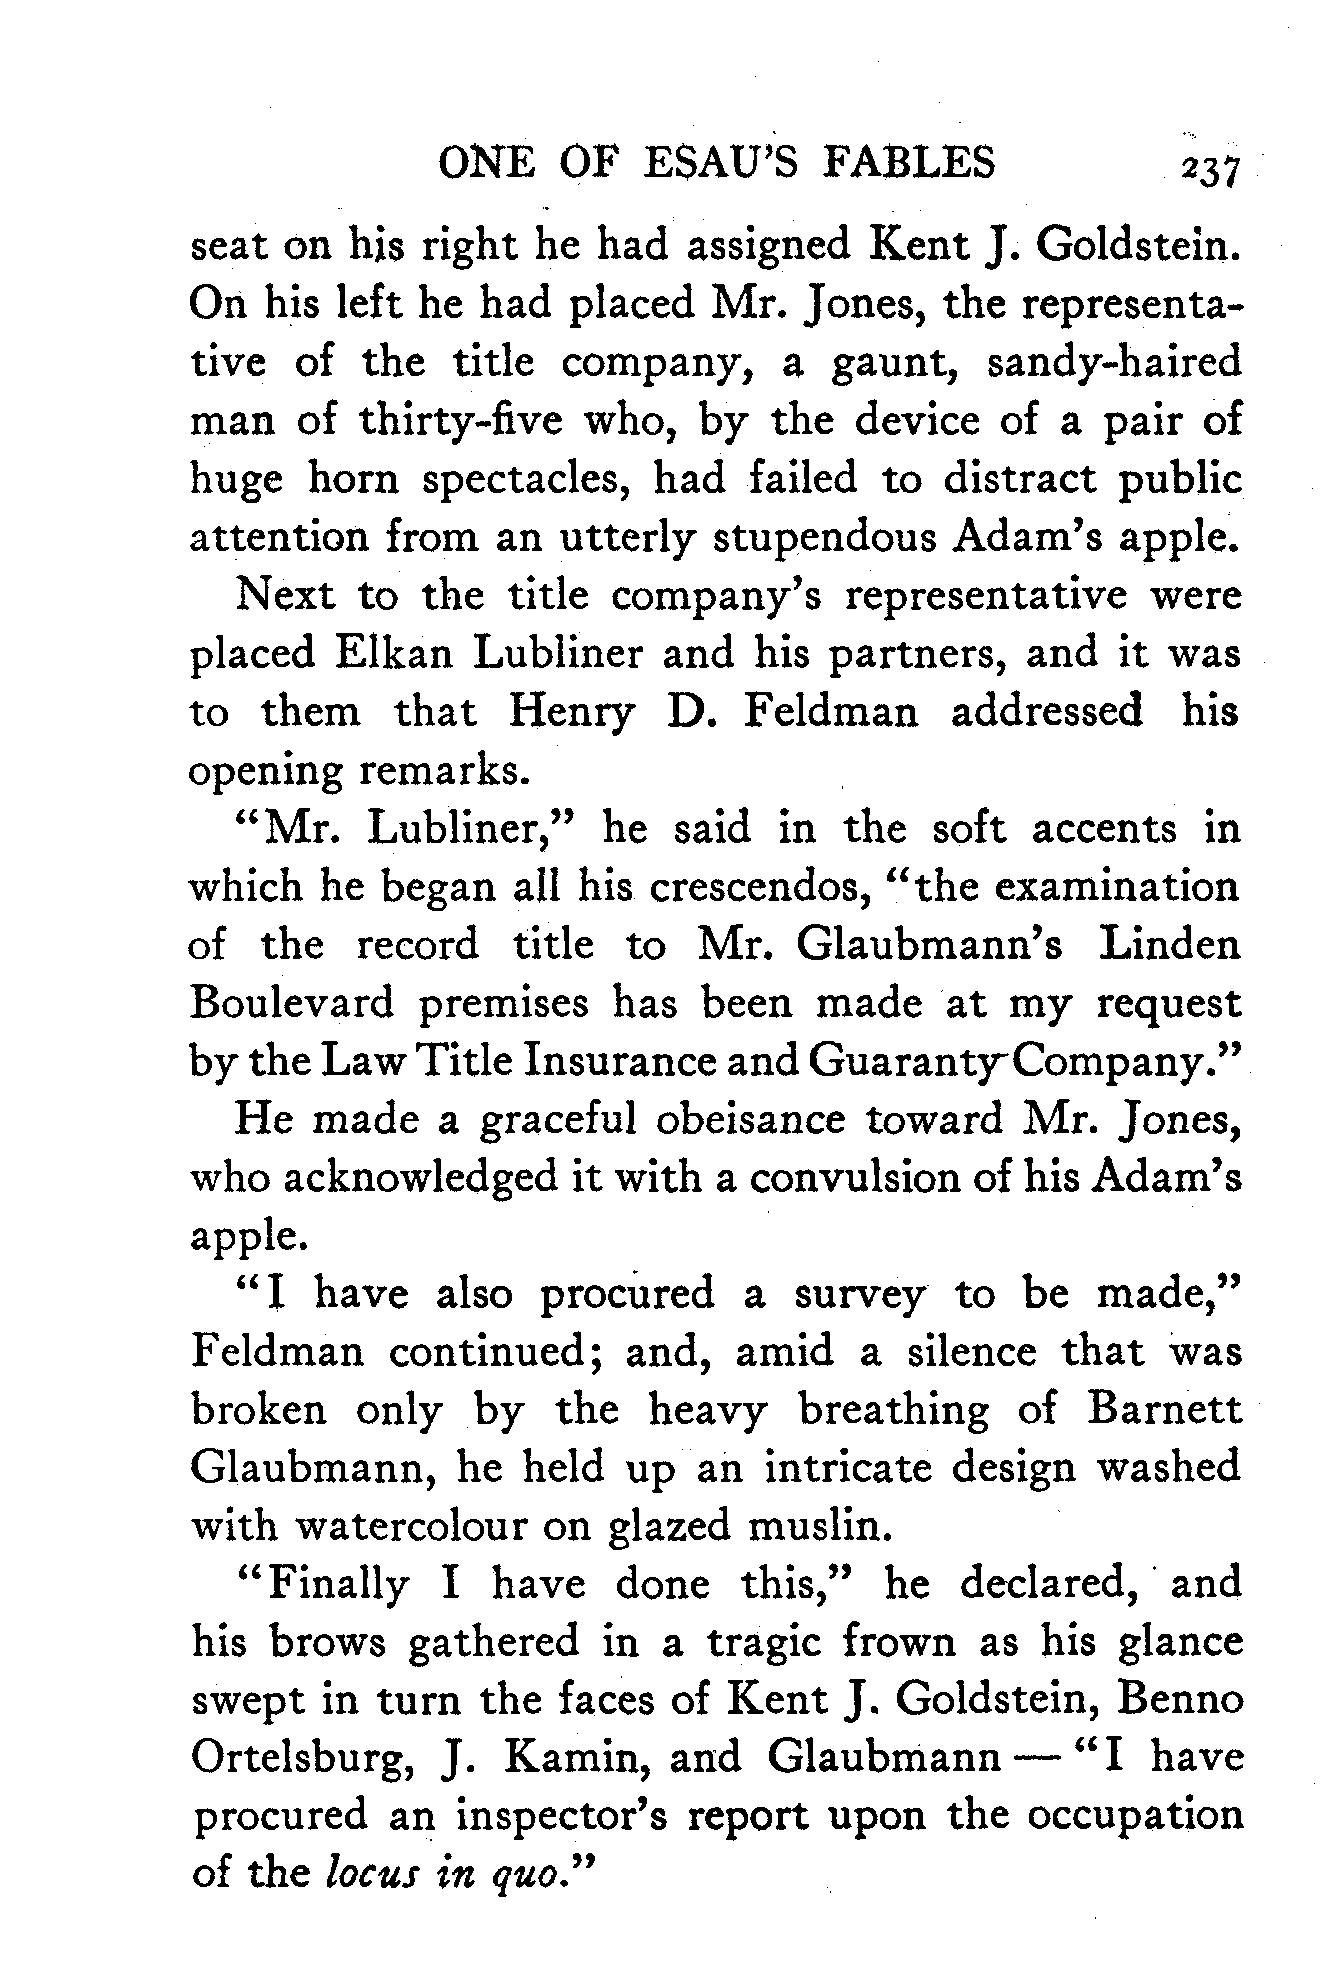 ONE OF ESAU'S FABLES 237
seat on his right he had assigned Kent J. Goldstein.
On his left he had placed Mr. Jones, the representa-
tive of the title company, a gaunt, sandy-haired
man of thirty-five who, by the device of a pair of
huge horn spectacles, had failed to distract public
attention from an utterly stupendous Adam's apple.
Next to the title company's representative were
placed Elkan Lubliner and his partners, and it was
to them that Henry D. Feldman addressed his
opening remarks.
"Mr. Lubliner," he said in the soft accents in
which he began all his crescendos, "the examination
of the record title to Mr. Glaubmann's Linden
Boulevard premises has been made at my request
by the Law Title Insurance and Guaranty Company."
He made a graceful obeisance toward Mr. Jones,
who acknowledged it with a convulsion of his Adam's
apple.
"I have also procured a survey to be made,"
Feldman continued; and, amid a silence that was
broken only by the heavy breathing of Barnett
Glaubmann, he held up an intricate design washed
with watercolour on glazed muslin.
"Finally I have done this," he declared, and
his brows gathered in a tragic frown as his glance
swept in turn the faces of Kent J. Goldstein, Benno
Ortelsburg, J. Kamin, and Glaubmann — "I have
procured an inspector's report upon the occupation
of the locus in quo."